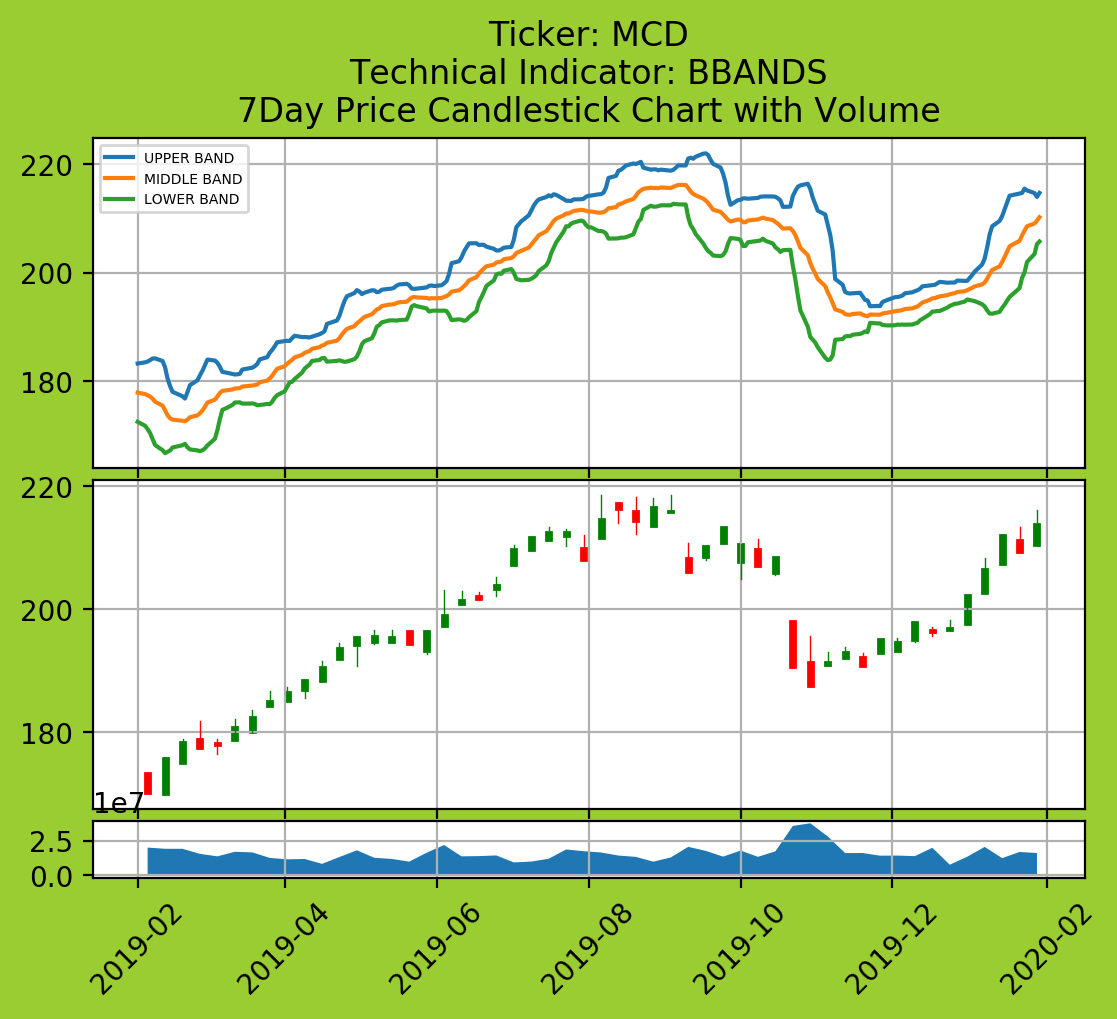 Ticker: MCD
Technical Indicator: BBANDS
7Day Price Candlestick Chart with Volume
220
200
180
UPPER BAND
MIDDLE BAND
LOWER BAND
220
200
180
1e7
2.5
0.0
2019-02
2019-04
2019-06
2019-08
2019-10
2019-12
2020-02